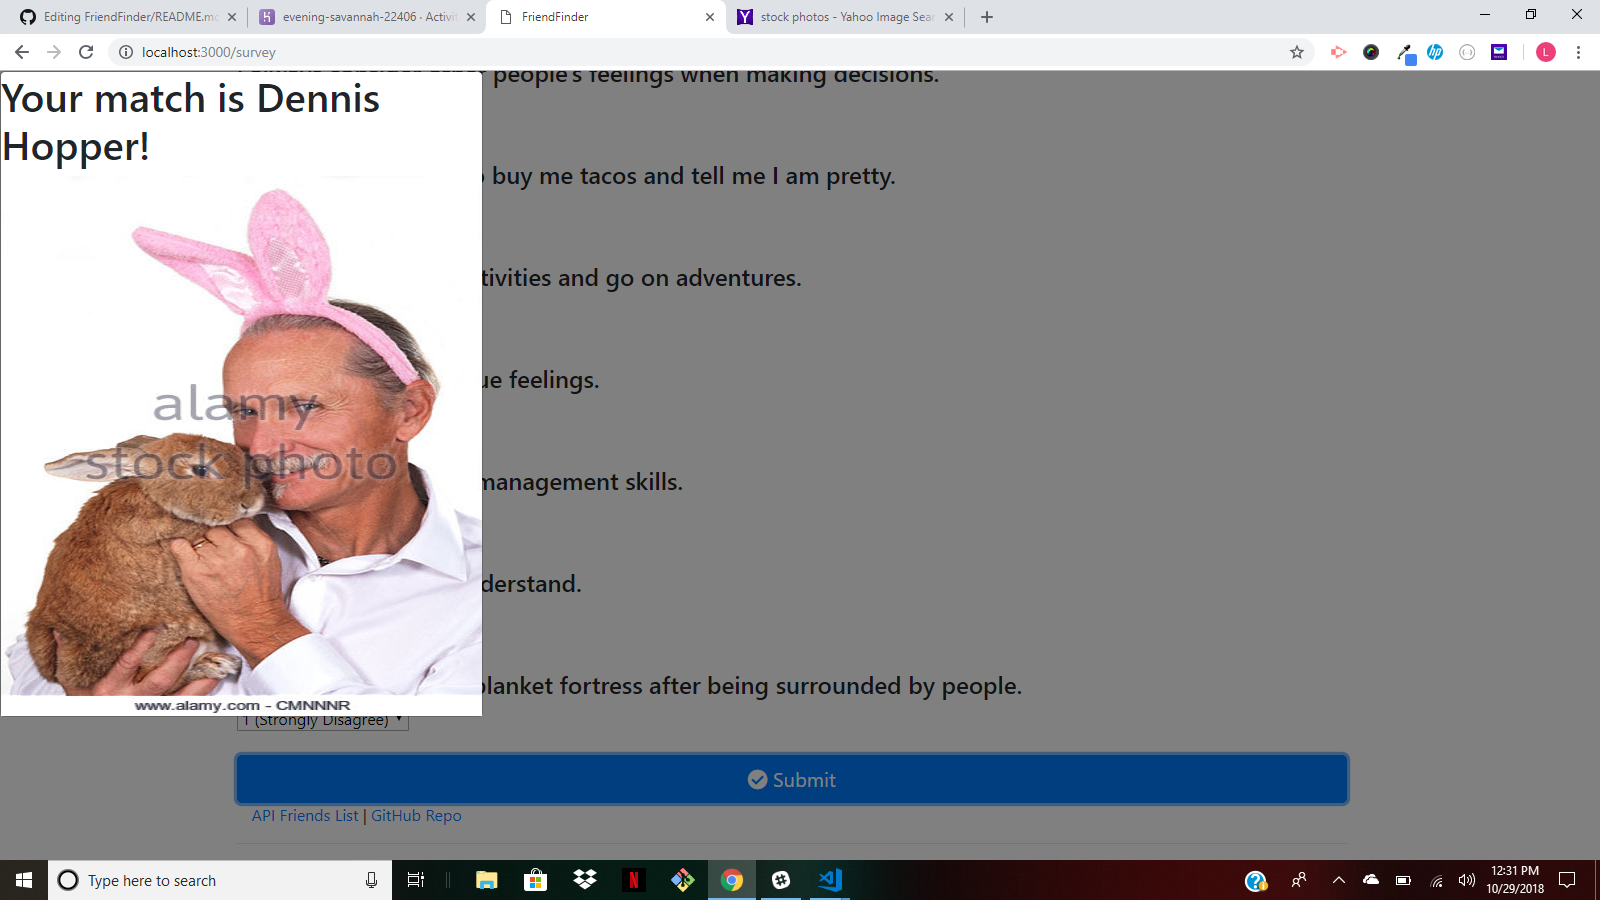 Editing FriendFinder/README.mc
evening-savannah-22406 · Activit
FriendFinder
stock photos - Yahoo Image Sear
localhost:3000/survey
people's feelings when making decisions.
Your match is Dennis
Hopper!
buy me tacos and tell me I am pretty.
tivities and go on adventures.
ue feelings.
alamy
stock photo
management skills.
derstand.
blanket fortress after being surrounded by people.
www.alamy.com - CMNNNR
1 (Strongly Disagree)
Submit
API Friends List | GitHub Repo
Type here to search
12:31 PM
10/29/2018